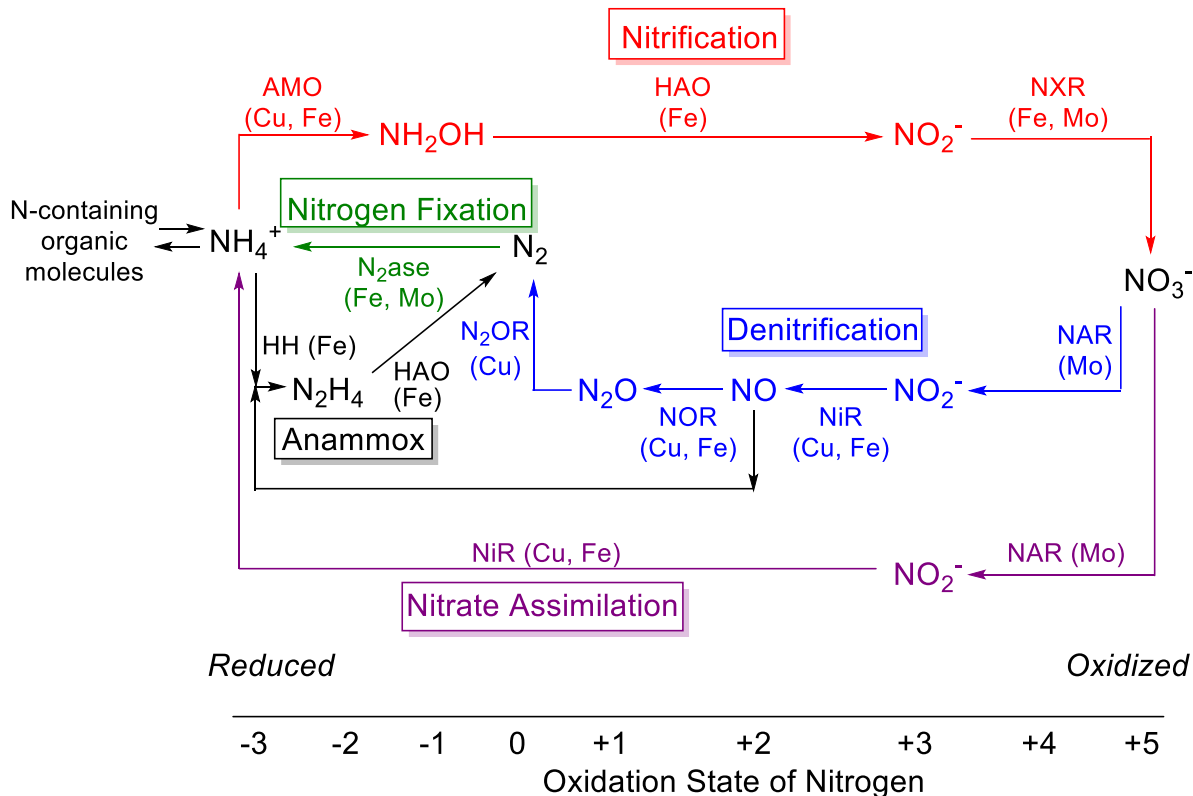 Nitrification
AMO
(Cu, Fe)
HAO
(Fe)
NXR
(Fe, Mo)
NH2OH
NO2-
N-containing
organic
molecules
NH4+
Nitrogen Fixation
N2
N2ase
(Fe, Mo)
NO3-
HH (Fe)
N2H4
HAO
(Fe)
Anammox
N2OR
(Cu)
Denitrification
NAR
(Mo)
N2O
NO
NO2-
NOR
(Cu, Fe)
NiR
(Cu, Fe)
NiR (Cu, Fe)
NO2-
NAR (Mo)
Nitrate Assimilation
Reduced
Oxidized
-3 -2 -1 0 +1 +2 +3 +4 +5
Oxidation State of Nitrogen